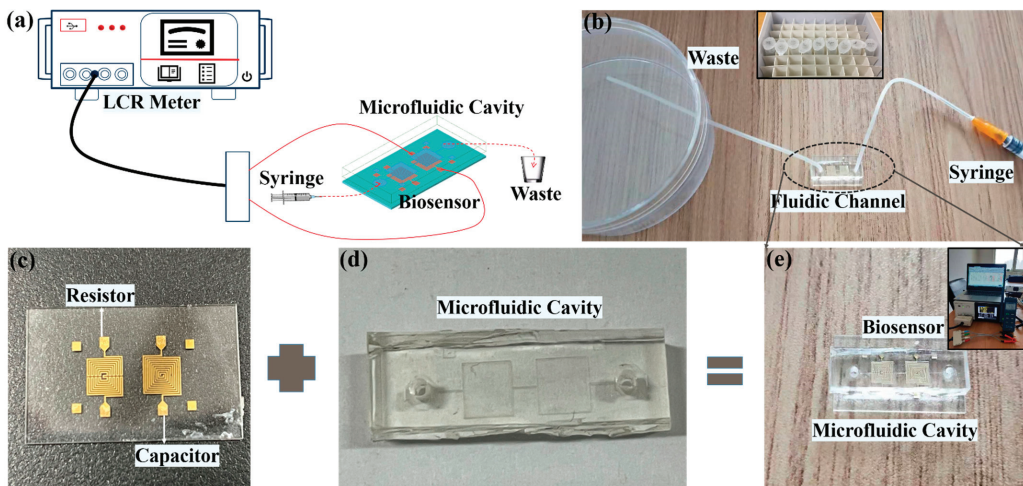 (a)
LCR Meter
Microfluidic Cavity
Syringe
Biosensor
Waste
(b)
Waste
Syringe
Fluidic Channel
(c)
Resistor
Capacitor
(d)
Microfluidic Cavity
(e)
Biosensor
Microfluidic Cavity